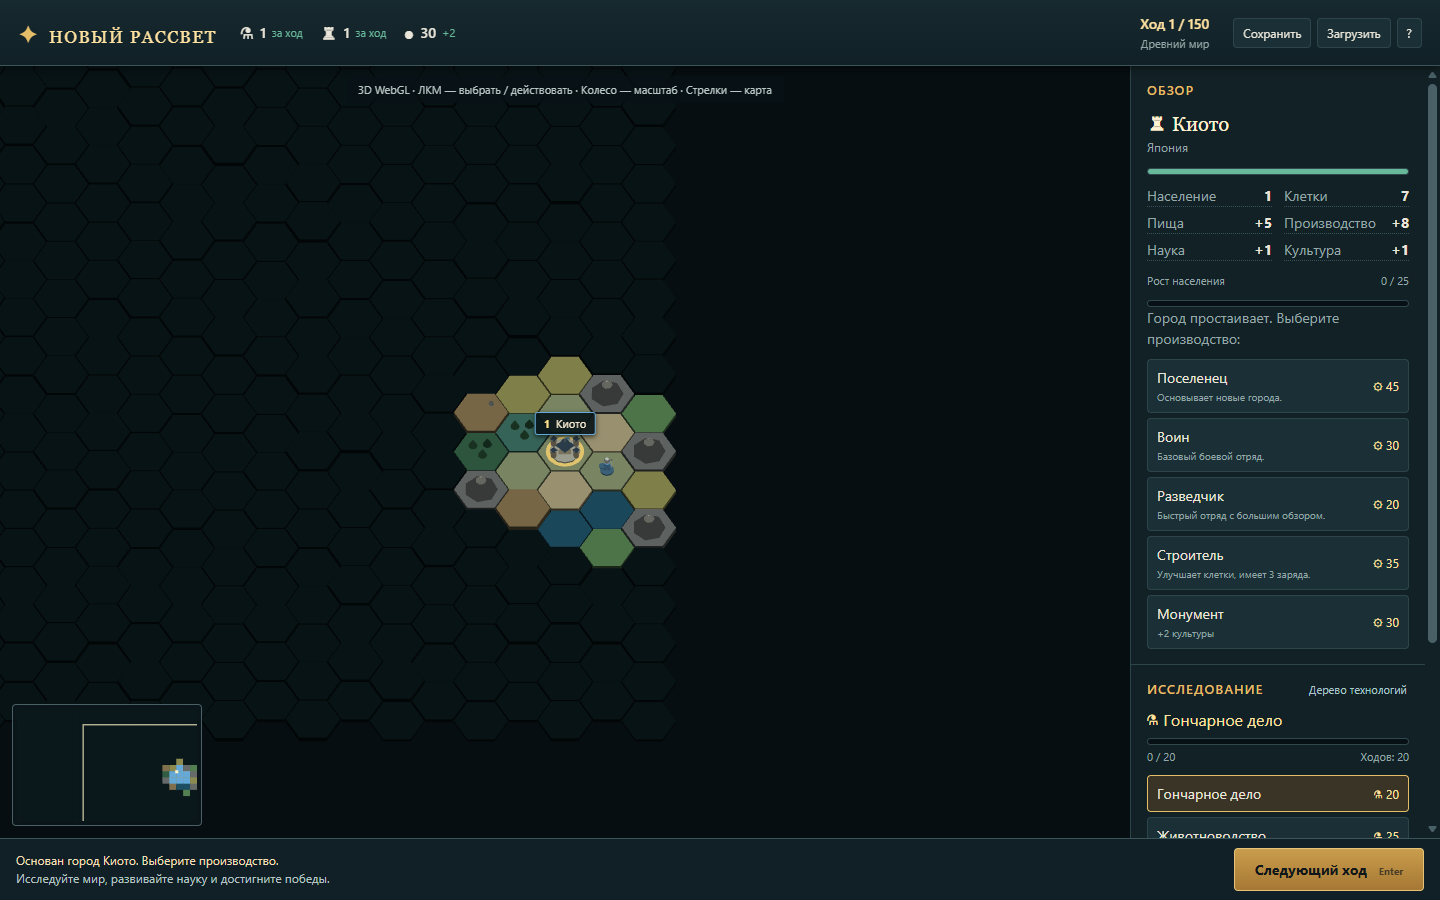 НОВЫЙ РАССВЕТ
1 за ход
1 за ход
30 +2
Ход 1 / 150
Древний мир
Сохранить
Загрузить
?
3D WebGL · ЛКМ — выбрать / действовать · Колесо — масштаб · Стрелки — карта
1 Киото
ОБЗОР
Киото
Япония
Население 1 Клетки 7
Пища +5 Производство +8
Наука +1 Культура +1
Рост населения 0 / 25
Город простаивает. Выберите
производство:
Поселенец 45
Основывает новые города.
Воин 30
Базовый боевой отряд.
Разведчик 20
Быстрый отряд с большим обзором.
Строитель 35
Улучшает клетки, имеет 3 заряда.
Монумент 30
+2 культуры
ИССЛЕДОВАНИЕ Дерево технологий
Гончарное дело
0 / 20 Ходов: 20
Гончарное дело 20
Животноводство 25
Основан город Киото. Выберите производство.
Исследуйте мир, развивайте науку и достигните победы.
Следующий ход Enter